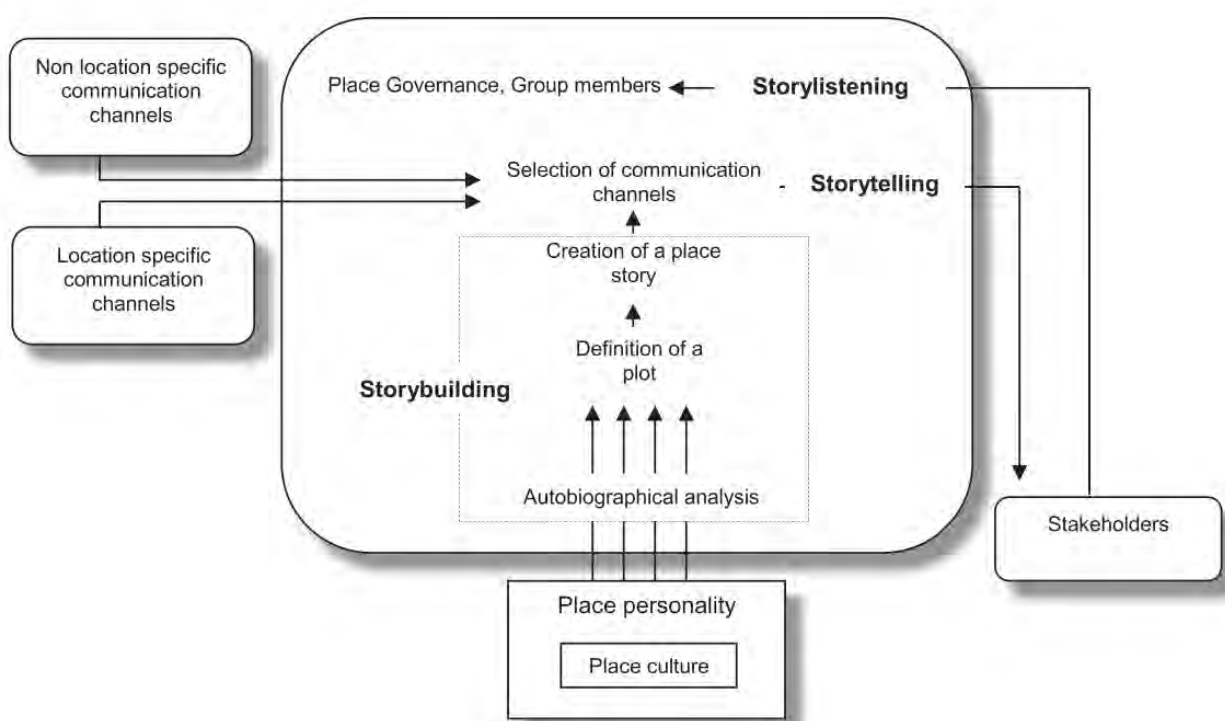 Non location specific
communication
channels
Place Governance, Group members
Storylistening
Selection of communication
channels
Storytelling
Location specific
communication
channels
Creation of a place
story
Definition of a
plot
Storybuilding
Autobiographical analysis
Stakeholders
Place personality
Place culture